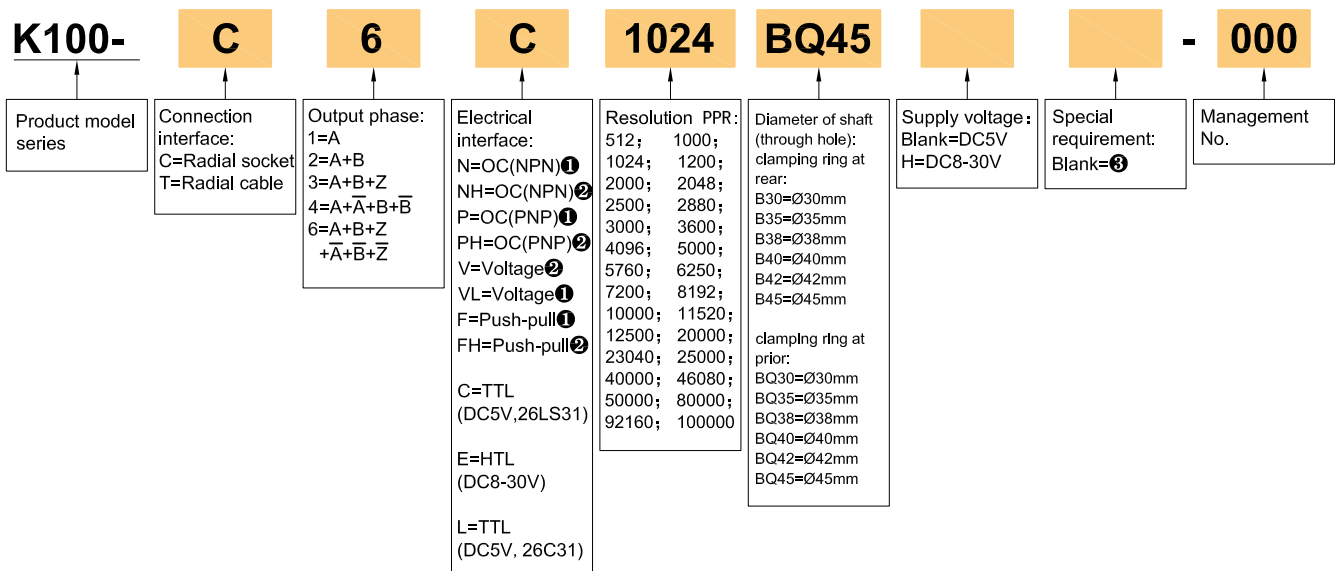 K100- C 6 C 1024 BQ45 - 000
Product model
series
Connection
interface:
C=Radial socket
T=Radial cable
Output phase:
1=A
2=A+B
3=A+B+Z
4=A+A̅+B+B̅
6=A+B+Z
+A̅+B̅+Z̅
Electrical
interface:
N=OC(NPN)❶
NH=OC(NPN)❷
P=OC(PNP)❶
PH=OC(PNP)❷
V=Voltage❷
VL=Voltage❶
F=Push-pull❶
FH=Push-pull❷
C=TTL
(DC5V,26LS31)
E=HTL
(DC8-30V)
L=TTL
(DC5V, 26C31)
Resolution PPR:
512; 1000;
1024; 1200;
2000; 2048;
2500; 2880;
3000; 3600;
4096; 5000;
5760; 6250;
7200; 8192;
10000; 11520;
12500; 20000;
23040; 25000;
40000; 46080;
50000; 80000;
92160; 100000
Diameter of shaft
(through hole):
clamping ring at
rear:
B30=Ø30mm
B35=Ø35mm
B38=Ø38mm
B40=Ø40mm
B42=Ø42mm
B45=Ø45mm
clamping ring at
prior:
BQ30=Ø30mm
BQ35=Ø35mm
BQ38=Ø38mm
BQ40=Ø40mm
BQ42=Ø42mm
BQ45=Ø45mm
Supply voltage:
Blank=DC5V
H=DC8-30V
Special
requirement:
Blank=❸
Management
No.